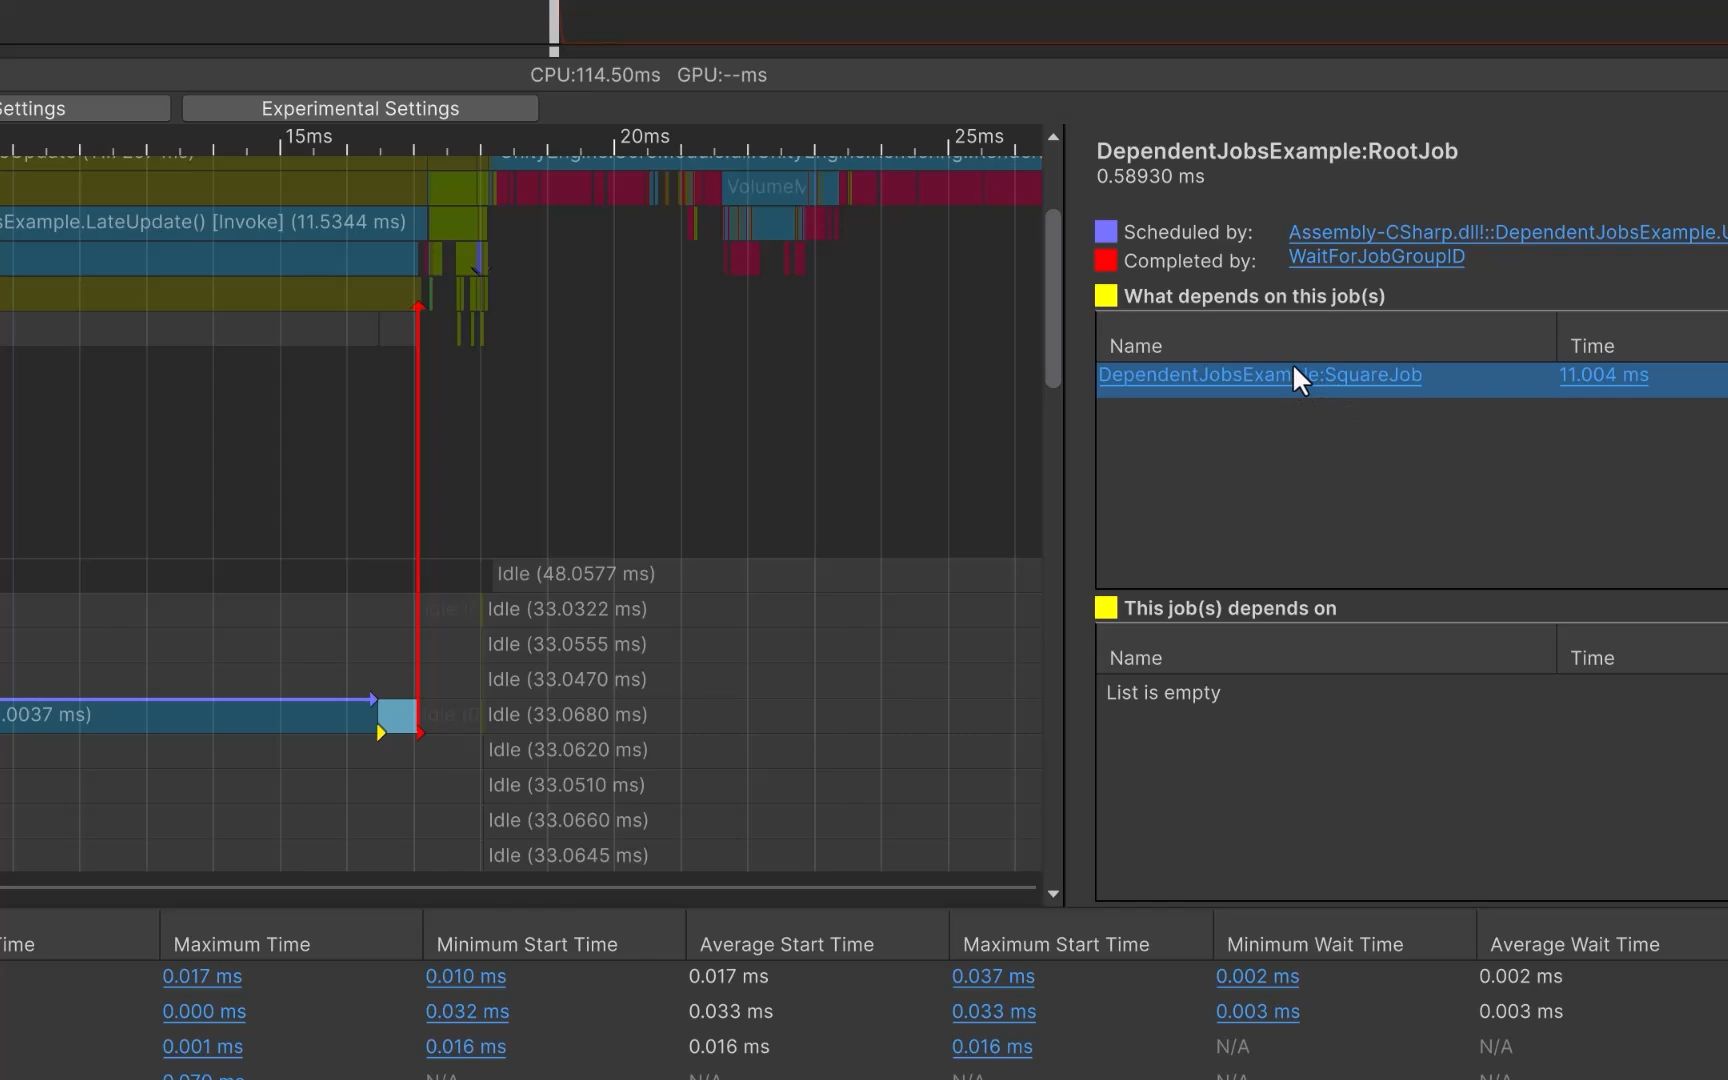 CPU:114.50ms GPU:--ms
Settings
Experimental Settings
15ms
20ms
25ms
VolumeM
sExample.LateUpdate() [Invoke] (11.5344 ms)
Idle (48.0577 ms)
Idle (33.0322 ms)
Idle (33.0555 ms)
Idle (33.0470 ms)
.0037 ms)
Idle (33.0680 ms)
Idle (33.0620 ms)
Idle (33.0510 ms)
Idle (33.0660 ms)
Idle (33.0645 ms)
DependentJobsExample:RootJob
0.58930 ms
Scheduled by: Assembly-CSharp.dll!::DependentJobsExample.U
Completed by: WaitForJobGroupID
What depends on this job(s)
Name Time
DependentJobsExample:SquareJob 11.004 ms
This job(s) depends on
Name Time
List is empty
Time Maximum Time Minimum Start Time Average Start Time Maximum Start Time Minimum Wait Time Average Wait Time
0.017 ms 0.010 ms 0.017 ms 0.037 ms 0.002 ms 0.002 ms
0.000 ms 0.032 ms 0.033 ms 0.033 ms 0.003 ms 0.003 ms
0.001 ms 0.016 ms 0.016 ms 0.016 ms N/A N/A